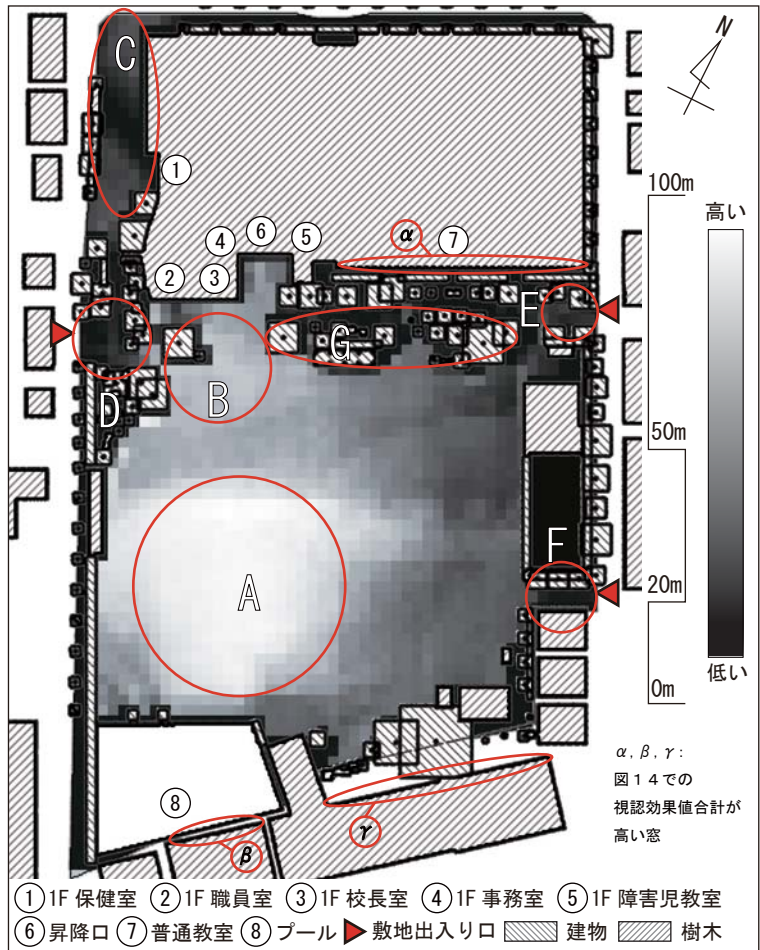 N
C
①
100m
高い
⑥
④
⑤
α
⑦
②
③
E
G
D
B
50m
F
A
20m
0m
低い
α, β, γ:
図14での
視認効果値合計が
高い窓
⑧
β
γ
①1F 保健室 ②1F 職員室 ③1F 校長室 ④1F 事務室 ⑤1F 障害児教室
⑥昇降口 ⑦普通教室 ⑧プール 敷地出入り口 建物 樹木